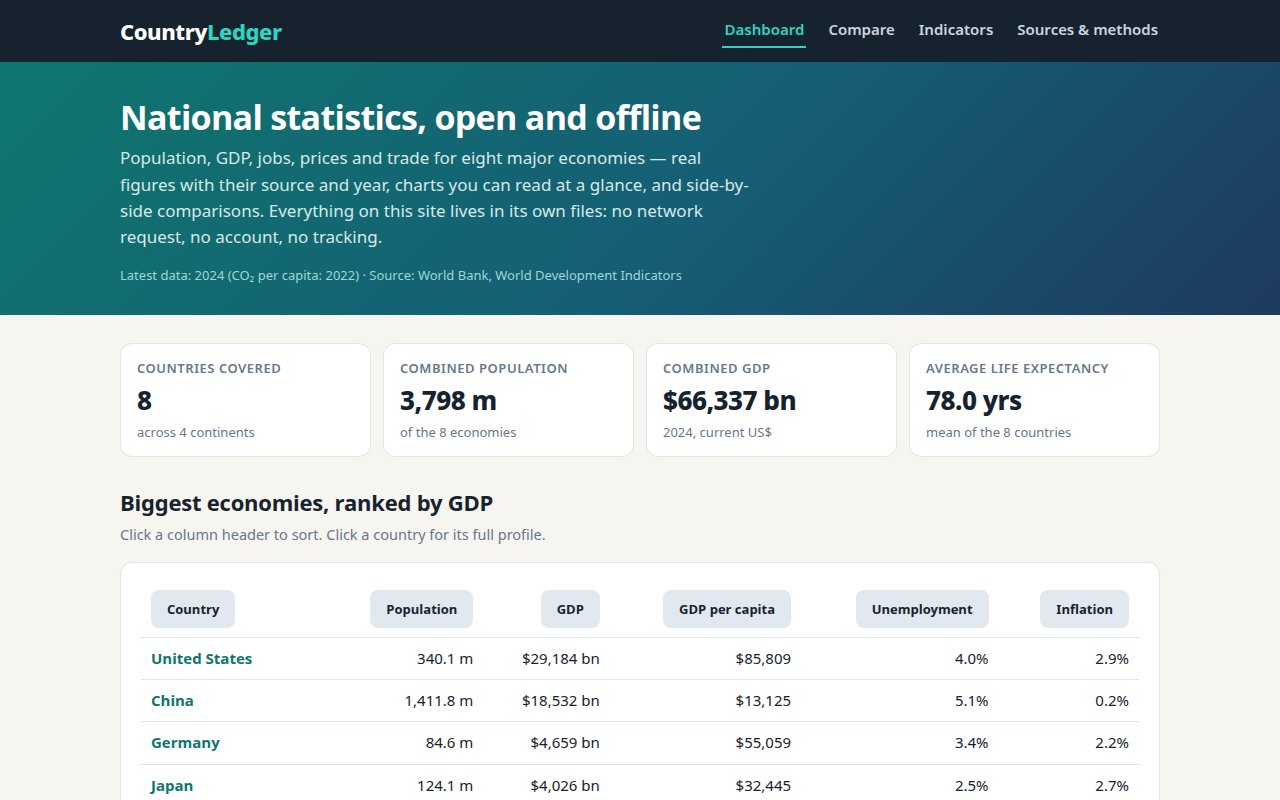 CountryLedger
Dashboard Compare Indicators Sources & methods
National statistics, open and offline
Population, GDP, jobs, prices and trade for eight major economies — real
figures with their source and year, charts you can read at a glance, and side-by-
side comparisons. Everything on this site lives in its own files: no network
request, no account, no tracking.
Latest data: 2024 (CO₂ per capita: 2022) · Source: World Bank, World Development Indicators
COUNTRIES COVERED
8
across 4 continents
COMBINED POPULATION
3,798 m
of the 8 economies
COMBINED GDP
$66,337 bn
2024, current US$
AVERAGE LIFE EXPECTANCY
78.0 yrs
mean of the 8 countries
Biggest economies, ranked by GDP
Click a column header to sort. Click a country for its full profile.
Country Population GDP GDP per capita Unemployment Inflation
United States 340.1 m $29,184 bn $85,809 4.0% 2.9%
China 1,411.8 m $18,532 bn $13,125 5.1% 0.2%
Germany 84.6 m $4,659 bn $55,059 3.4% 2.2%
Japan 124.1 m $4,026 bn $32,445 2.5% 2.7%